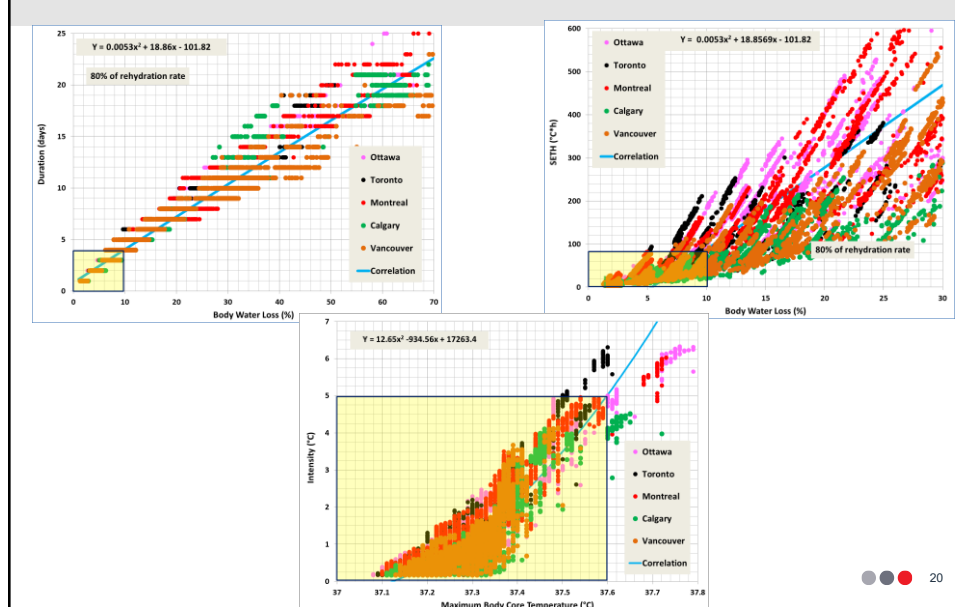 25
20
15
10
5
0
Duration (days)
Y = 0.0053x² + 18.86x - 101.82
80% of rehydration rate
Ottawa
Toronto
Montreal
Calgary
Vancouver
Correlation
0 10 20 30 40 50 60 70
Body Water Loss (%)
600
500
400
300
200
100
0
SETH (°C*h)
Y = 0.0053x² + 18.8569x - 101.82
Ottawa
Toronto
Montreal
Calgary
Vancouver
Correlation
80% of rehydration rate
0 5 10 15 20 25 30
Body Water Loss (%)
7
6
5
4
3
2
1
0
Intensity (°C)
Y = 12.65x² -934.56x + 17263.4
Ottawa
Toronto
Montreal
Calgary
Vancouver
Correlation
37 37.1 37.2 37.3 37.4 37.5 37.6 37.7 37.8
Maximum Body Core Temperature (°C)
20